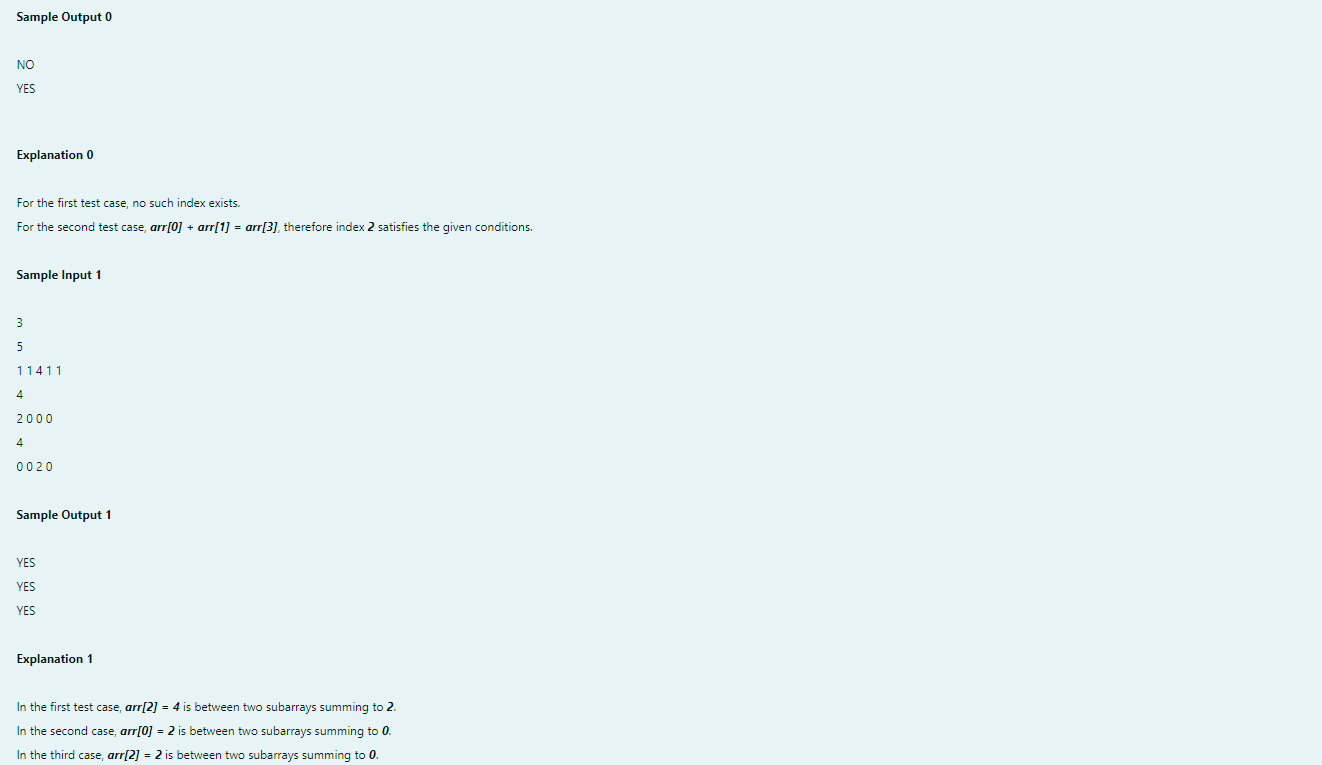 Sample Output 0
NO
YES
Explanation 0
For the first test case, no such index exists.
For the second test case, arr[0] + arr[1] = arr[3], therefore index 2 satisfies the given conditions.
Sample Input 1
3
5
1 1 4 1 1
4
2 0 0 0
4
0 0 2 0
Sample Output 1
YES
YES
YES
Explanation 1
In the first test case, arr[2] = 4 is between two subarrays summing to 2.
In the second case, arr[0] = 2 is between two subarrays summing to 0.
In the third case, arr[2] = 2 is between two subarrays summing to 0.